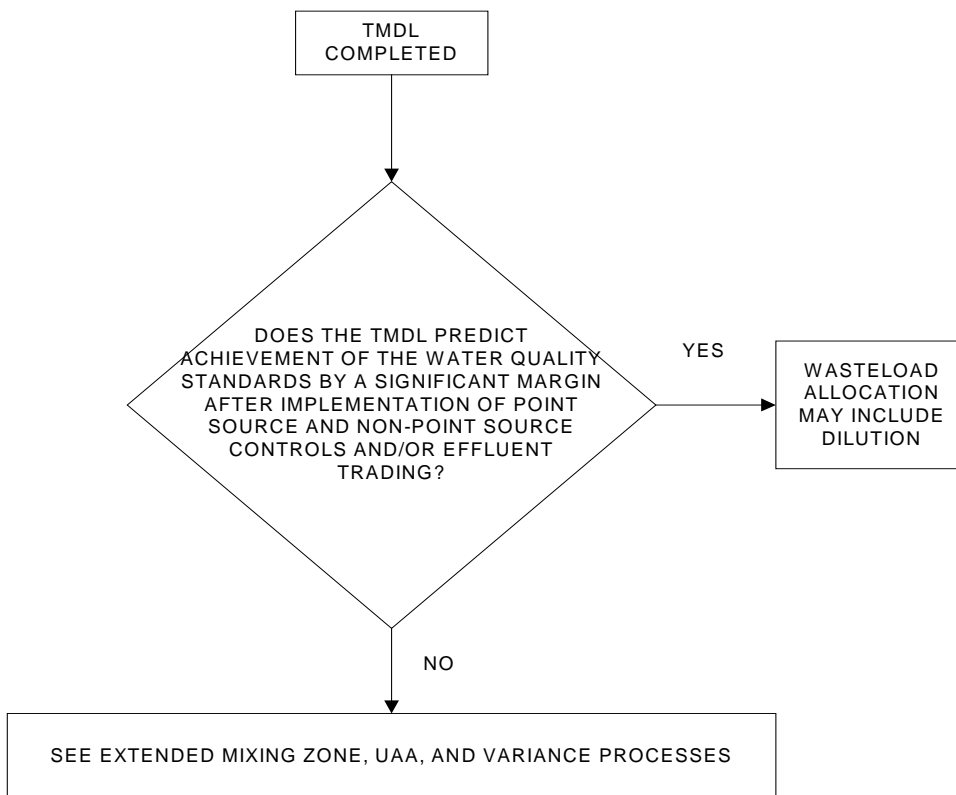 TMDL
COMPLETED
DOES THE TMDL PREDICT
ACHIEVEMENT OF THE WATER QUALITY
STANDARDS BY A SIGNIFICANT MARGIN
AFTER IMPLEMENTATION OF POINT
SOURCE AND NON-POINT SOURCE
CONTROLS AND/OR EFFLUENT
TRADING?
YES
WASTELOAD
ALLOCATION
MAY INCLUDE
DILUTION
NO
SEE EXTENDED MIXING ZONE, UAA, AND VARIANCE PROCESSES